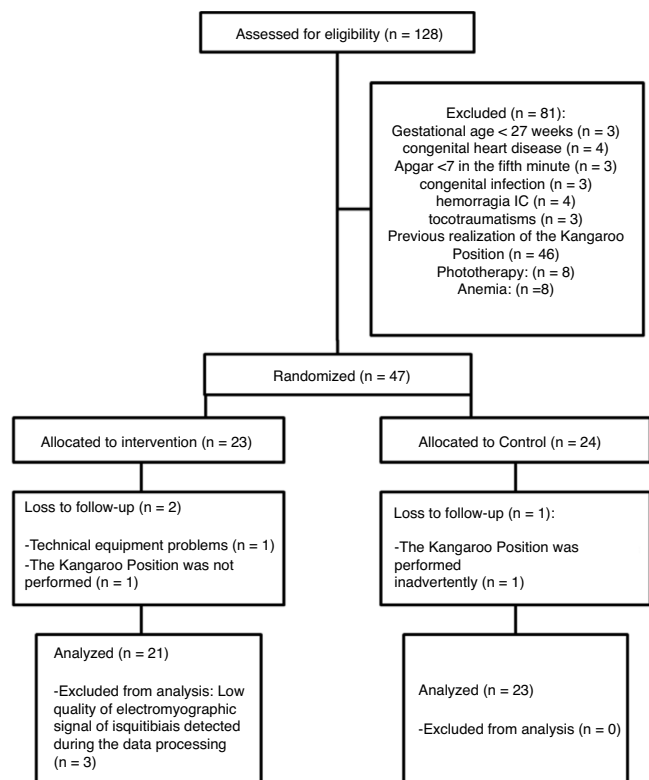 Assessed for eligibility (n = 128)
Excluded (n = 81):
Gestational age < 27 weeks (n = 3)
congenital heart disease (n = 4)
Apgar <7 in the fifth minute (n = 3)
congenital infection (n = 3)
hemorragia IC (n = 4)
tocotraumatisms (n = 3)
Previous realization of the Kangaroo
Position (n = 46)
Phototherapy: (n = 8)
Anemia: (n =8)
Randomized (n = 47)
Allocated to intervention (n = 23)
Allocated to Control (n = 24)
Loss to follow-up (n = 2)
-Technical equipment problems (n = 1)
-The Kangaroo Position was not
performed (n = 1)
Loss to follow-up (n = 1):
-The Kangaroo Position was
performed
inadvertently (n = 1)
Analyzed (n = 21)
-Excluded from analysis: Low
quality of electromyographic
signal of isquitibiais detected
during the data processing
(n = 3)
Analyzed (n = 23)
-Excluded from analysis (n = 0)